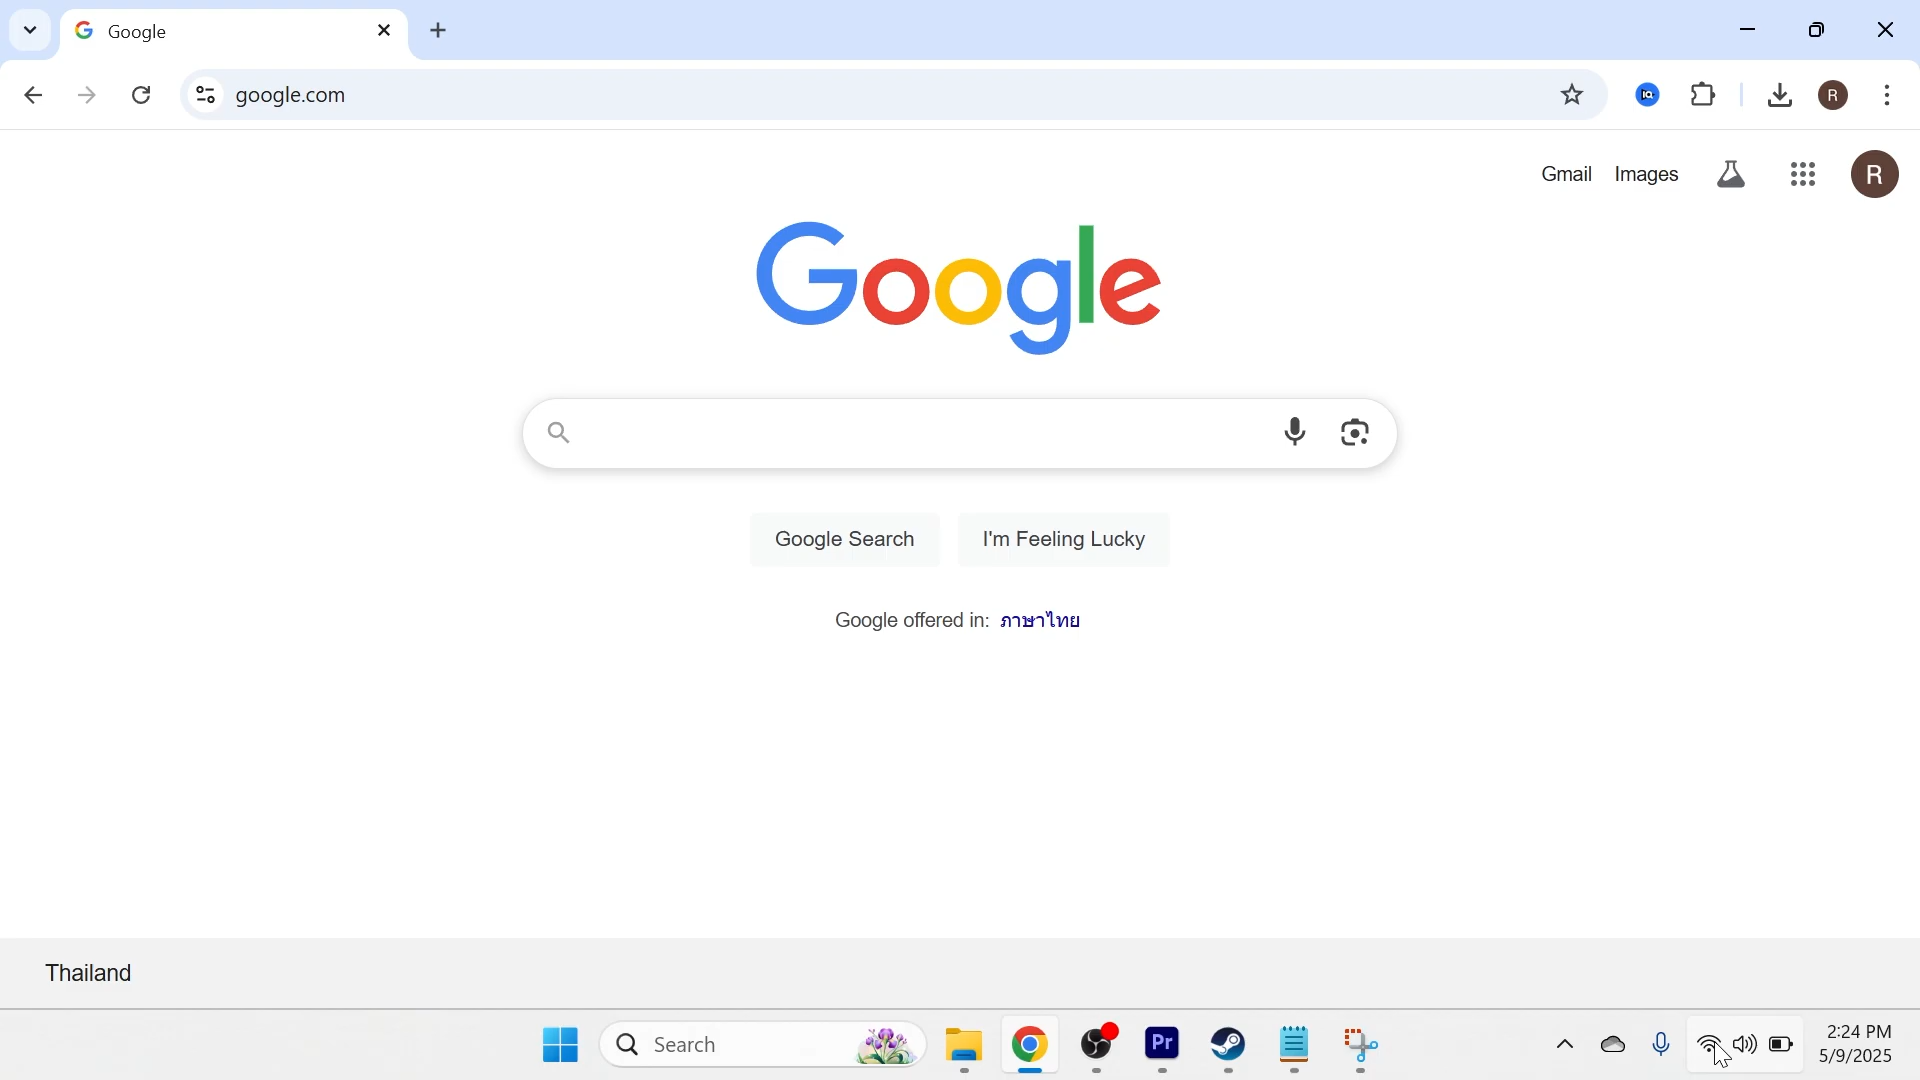 Google
google.com
Gmail Images
R
R
Google
Google Search
I'm Feeling Lucky
Google offered in: ภาษาไทย
Thailand
Search
Pr
2:24 PM
5/9/2025